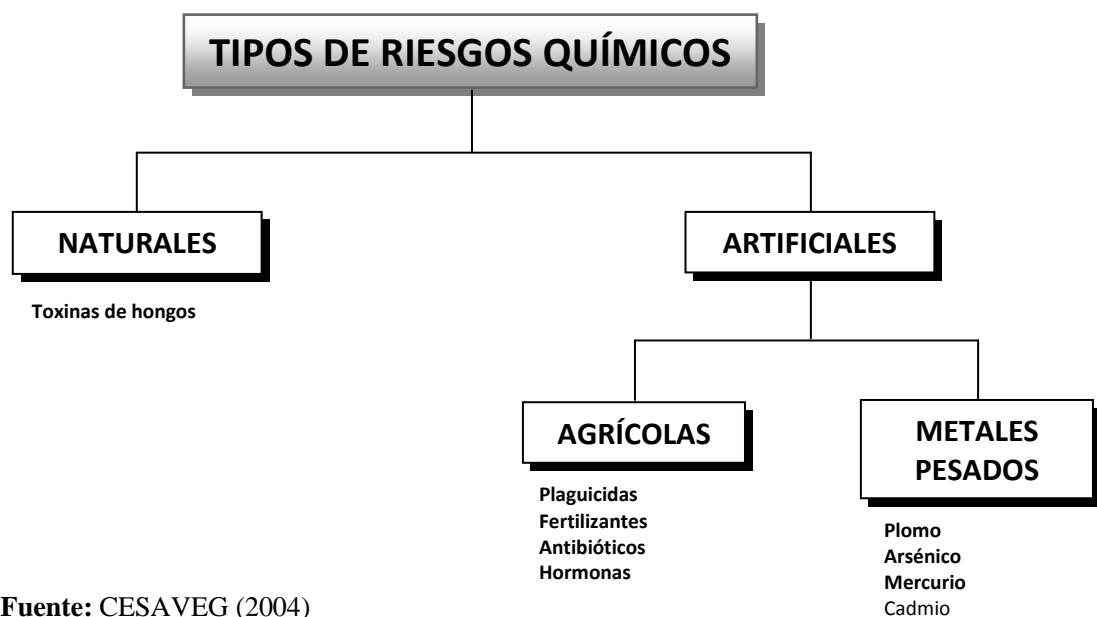 TIPOS DE RIESGOS QUÍMICOS
NATURALES
Toxinas de hongos
ARTIFICIALES
AGRÍCOLAS
Plaguicidas
Fertilizantes
Antibióticos
Hormonas
METALES
PESADOS
Plomo
Arsénico
Mercurio
Cadmio
Fuente: CESAVEG (2004)